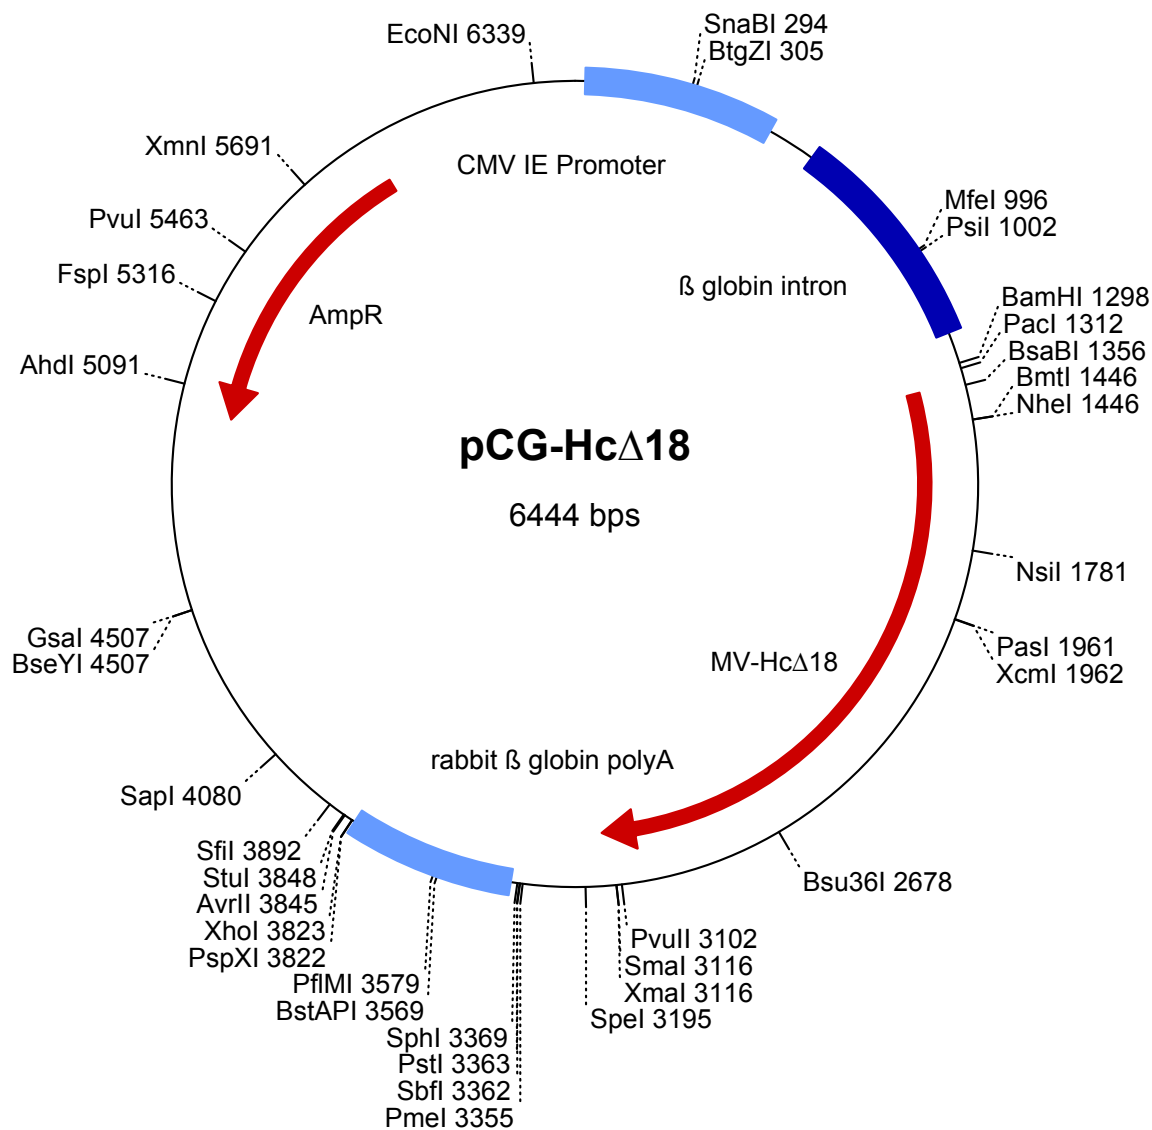 EcoNI 6339
SnaBI 294
BtgZI 305
XmnI 5691
CMV IE Promoter
PvuI 5463
MfeI 996
PsiI 1002
FspI 5316
ß globin intron
BamHI 1298
PacI 1312
AmpR
BsaBI 1356
AhdI 5091
BmtI 1446
NheI 1446
pCG-Hc∆18
6444 bps
NsiI 1781
GsaI 4507
BseYI 4507
PasI 1961
XcmI 1962
MV-Hc∆18
rabbit ß globin polyA
SapI 4080
SfiI 3892
StuI 3848
AvrII 3845
XhoI 3823
PspXI 3822
Bsu36I 2678
PflMI 3579
BstAPI 3569
PvuII 3102
SmaI 3116
XmaI 3116
SpeI 3195
SphI 3369
PstI 3363
SbfI 3362
PmeI 3355